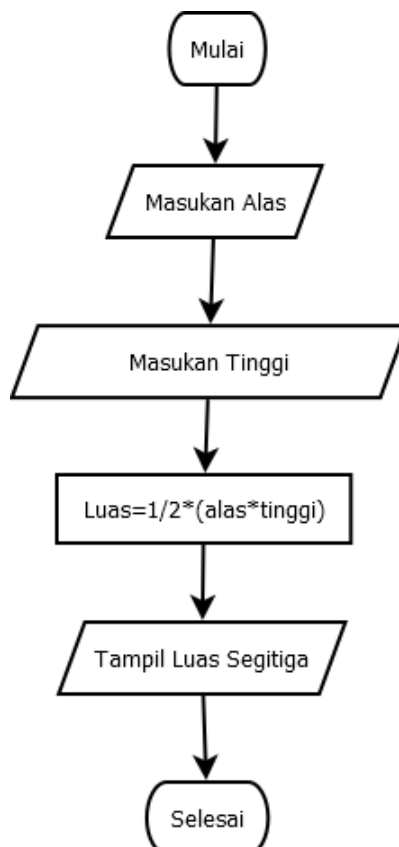 Mulai
Masukan Alas
Masukan Tinggi
Luas=1/2*(alas*tinggi)
Tampil Luas Segitiga
Selesai